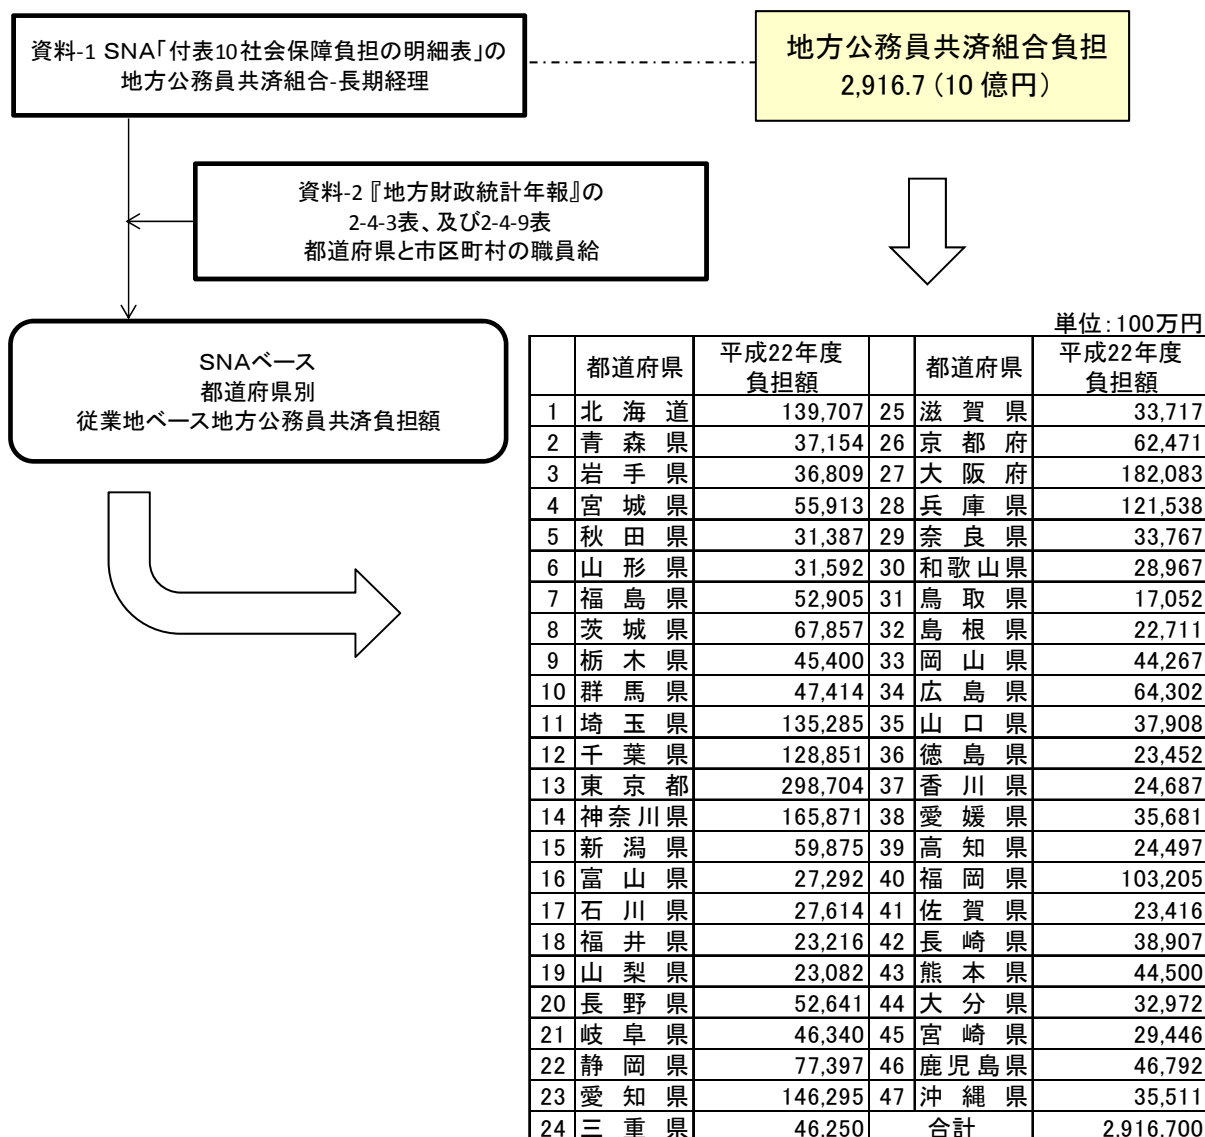 資料-1 SNA「付表10社会保障負担の明細表」の
地方公務員共済組合-長期経理
地方公務員共済組合負担
2,916.7 (10 億円)
資料-2『地方財政統計年報』の
2-4-3表、及び2-4-9表
都道府県と市区町村の職員給
SNAベース
都道府県別
従業地ベース地方公務員共済負担額
単位：100万円
都道府県 平成22年度 都道府県 平成22年度
負担額 負担額
1 北海道 139,707 25 滋賀県 33,717
2 青森県 37,154 26 京都府 62,471
3 岩手県 36,809 27 大阪府 182,083
4 宮城県 55,913 28 兵庫県 121,538
5 秋田県 31,387 29 奈良県 33,767
6 山形県 31,592 30 和歌山県 28,967
7 福島県 52,905 31 鳥取県 17,052
8 茨城県 67,857 32 島根県 22,711
9 栃木県 45,400 33 岡山県 44,267
10 群馬県 47,414 34 広島県 64,302
11 埼玉県 135,285 35 山口県 37,908
12 千葉県 128,851 36 徳島県 23,452
13 東京都 298,704 37 香川県 24,687
14 神奈川県 165,871 38 愛媛県 35,681
15 新潟県 59,875 39 高知県 24,497
16 富山県 27,292 40 福岡県 103,205
17 石川県 27,614 41 佐賀県 23,416
18 福井県 23,216 42 長崎県 38,907
19 山梨県 23,082 43 熊本県 44,500
20 長野県 52,641 44 大分県 32,972
21 岐阜県 46,340 45 宮崎県 29,446
22 静岡県 77,397 46 鹿児島県 46,792
23 愛知県 146,295 47 沖縄県 35,511
24 三重県 46,250 合計 2,916,700